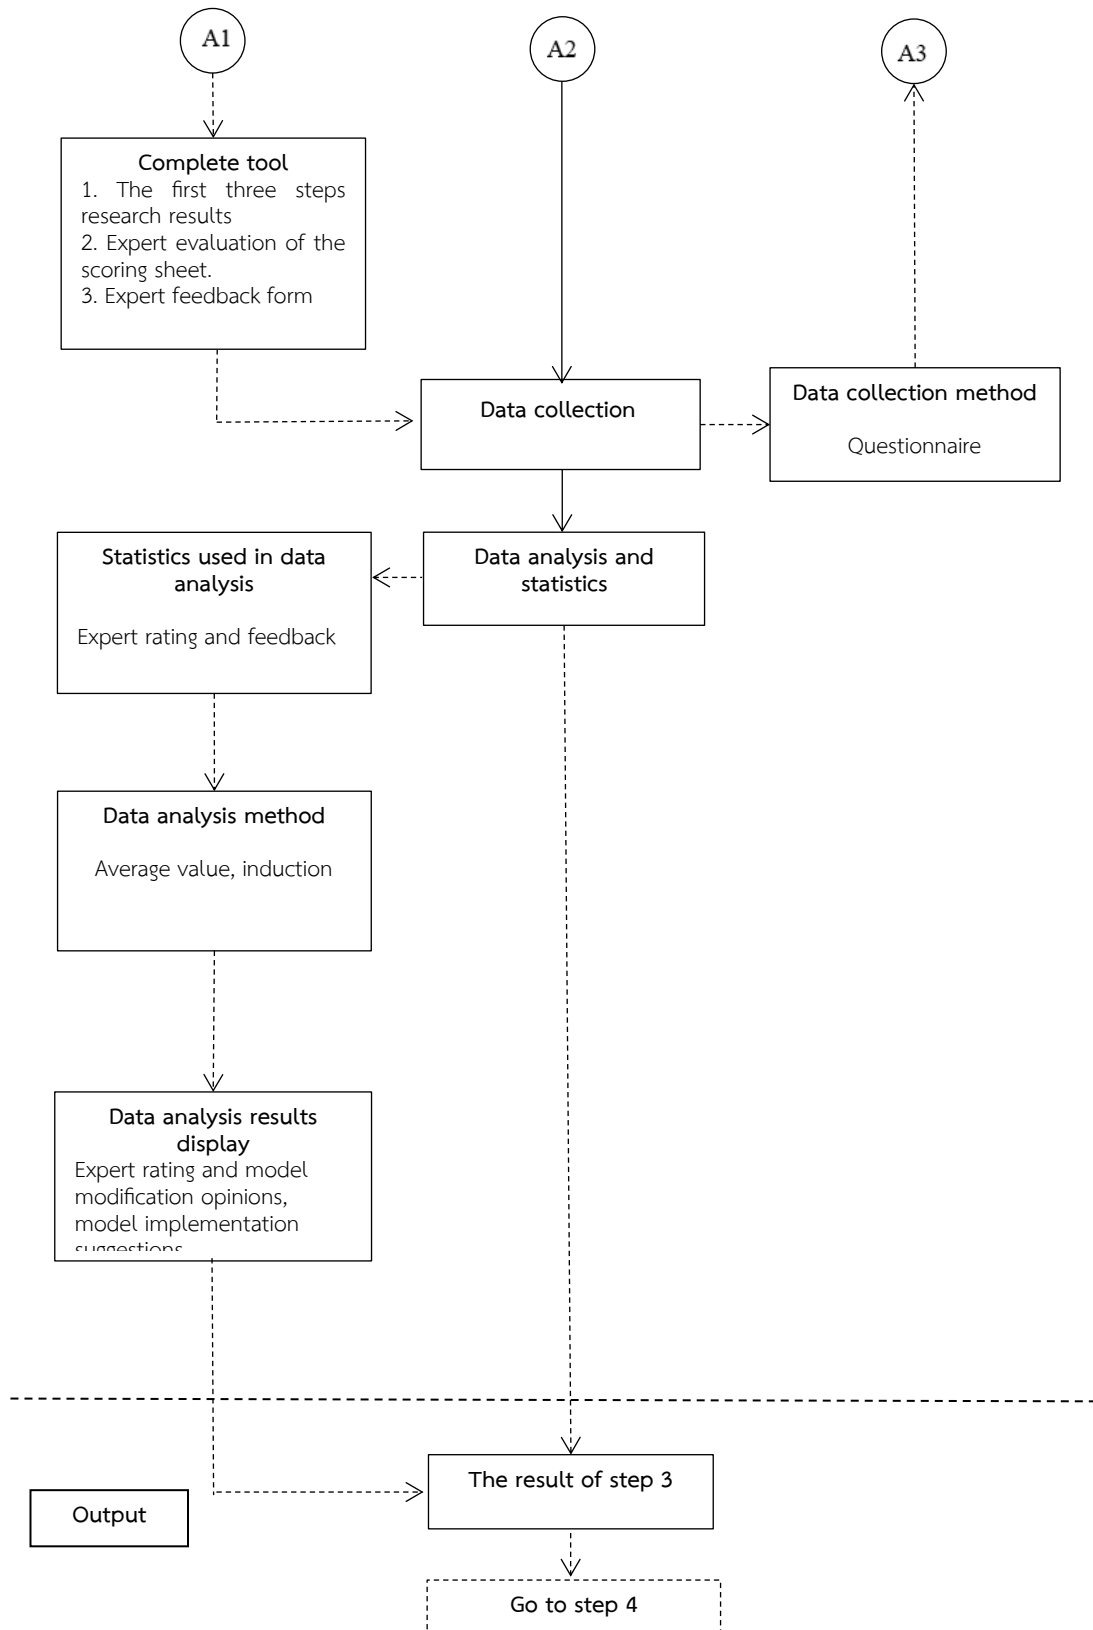 A1
A2
A3
Complete tool
1. The first three steps
research results
2. Expert evaluation of the
scoring sheet.
3. Expert feedback form
Data collection
Data collection method
Questionnaire
Statistics used in data
analysis
Expert rating and feedback
Data analysis and
statistics
Data analysis method
Average value, induction
Data analysis results
display
Expert rating and model
modification opinions,
model implementation
suggestions
The result of step 3
Output
Go to step 4